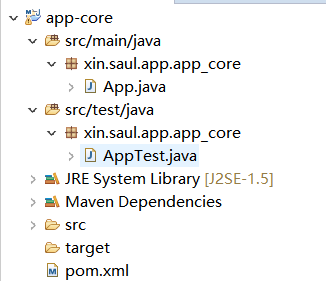 app-core
src/main/java
xin.saul.app.app_core
App.java
src/test/java
xin.saul.app.app_core
AppTest.java
JRE System Library [J2SE-1.5]
Maven Dependencies
src
target
pom.xml